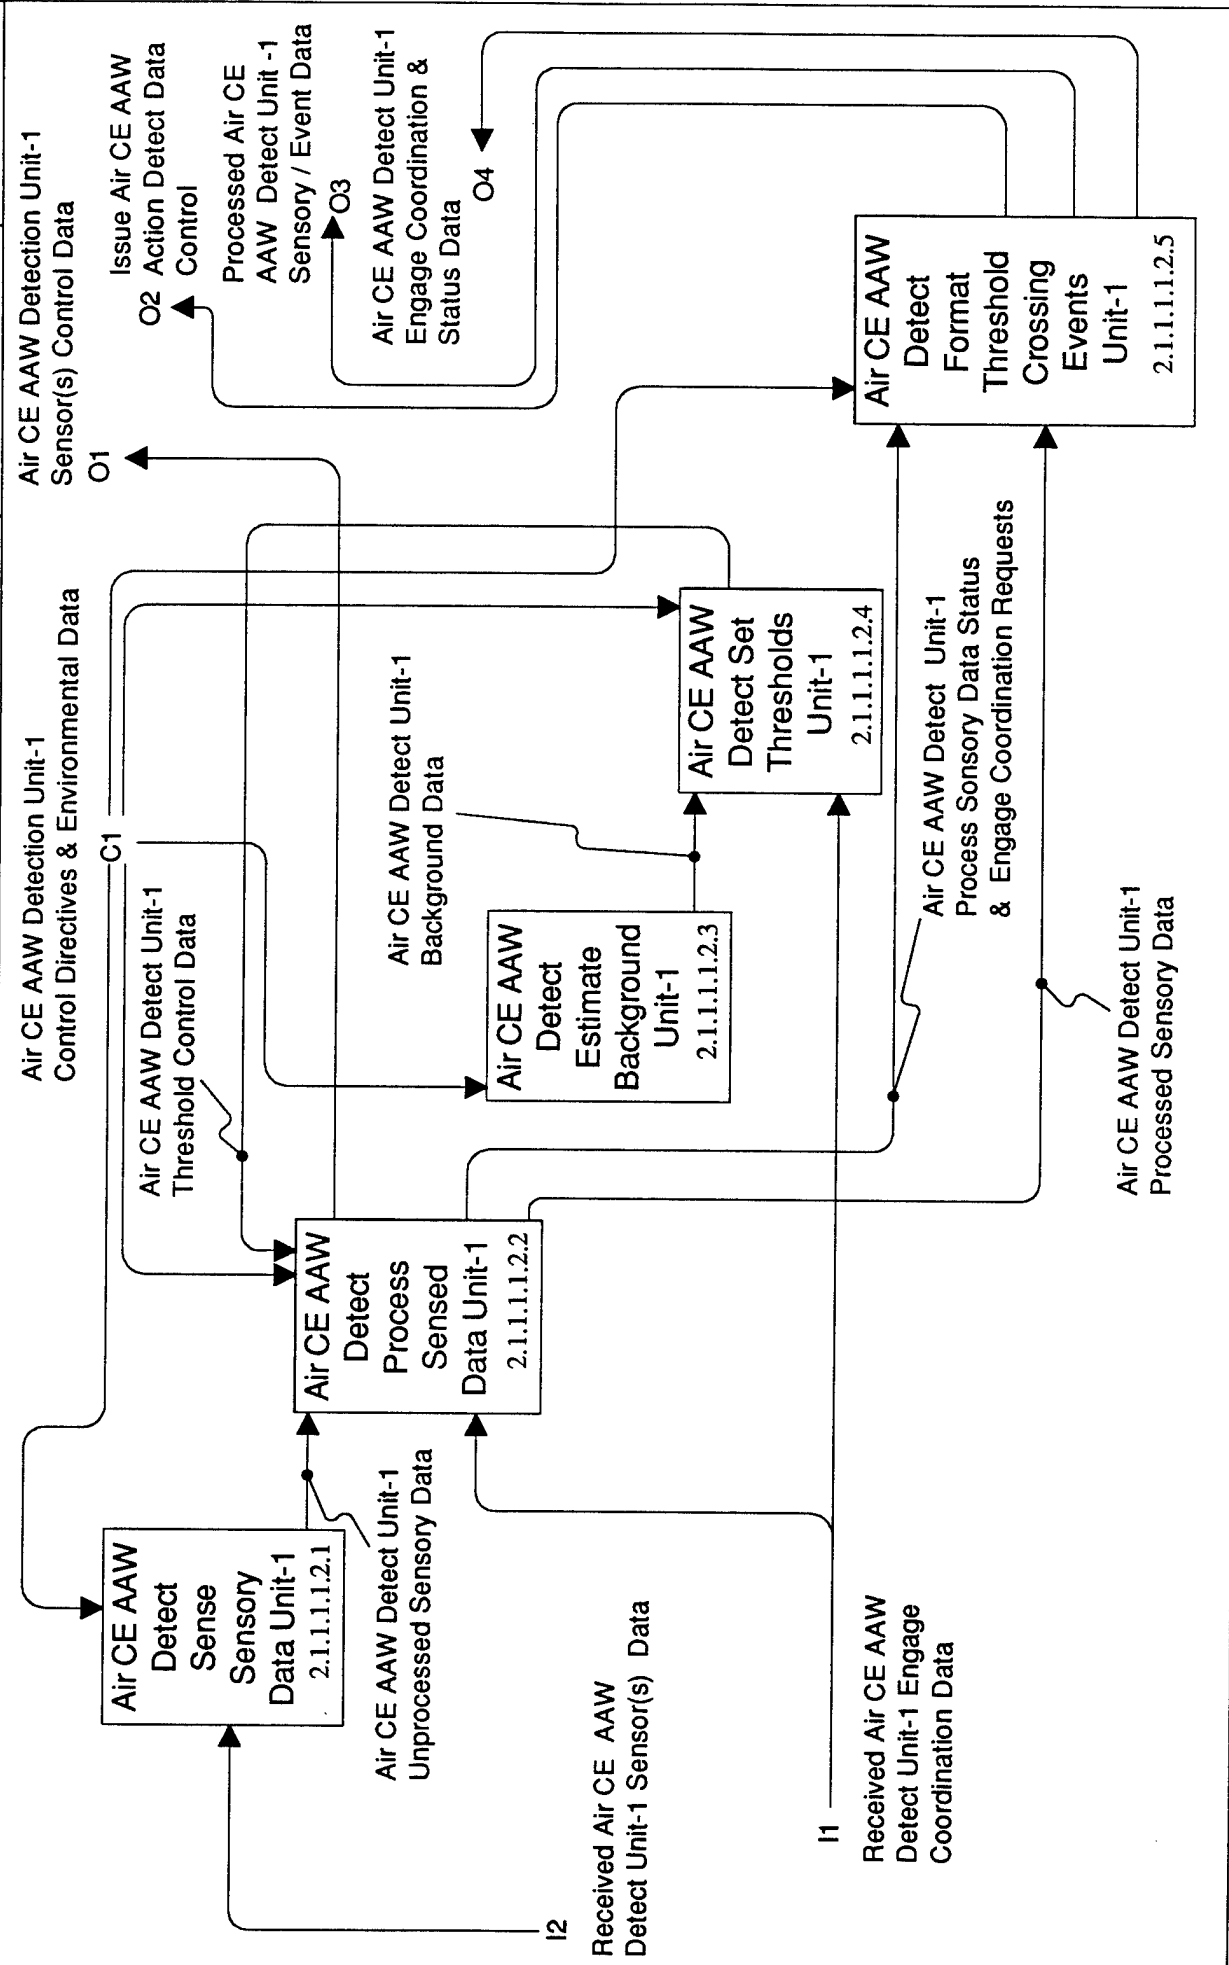 Air CE AAW Detection Unit-1
Control Directives & Environmental Data
C1
Air CE AAW Detection Unit-1
Sensor(s) Control Data
O1
Issue Air CE AAW
Action Detect Data
Control
O2
Processed Air CE
AAW Detect Unit -1
Sensory / Event Data
O3
Air CE AAW Detect Unit-1
Engage Coordination &
Status Data
O4
Air CE AAW Detect Unit-1
Threshold Control Data
Air CE AAW
Detect
Sense
Sensory
Data Unit-1
2.1.1.1.1.2.1
Air CE AAW Detect Unit-1
Unprocessed Sensory Data
Air CE AAW
Detect
Process
Sensed
Data Unit-1
2.1.1.1.1.2.2
Air CE AAW Detect Unit-1
Background Data
Air CE AAW
Detect
Estimate
Background
Unit-1
2.1.1.1.1.2.3
Air CE AAW
Detect Set
Thresholds
Unit-1
2.1.1.1.1.2.4
Air CE AAW
Detect
Format
Threshold
Crossing
Events
Unit-1
2.1.1.1.1.2.5
I2
Received Air CE AAW
Detect Unit-1 Sensor(s) Data
I1
Received Air CE AAW
Detect Unit-1 Engage
Coordination Data
Air CE AAW Detect Unit-1
Process Sonsory Data Status
& Engage Coordination Requests
Air CE AAW Detect Unit-1
Processed Sensory Data